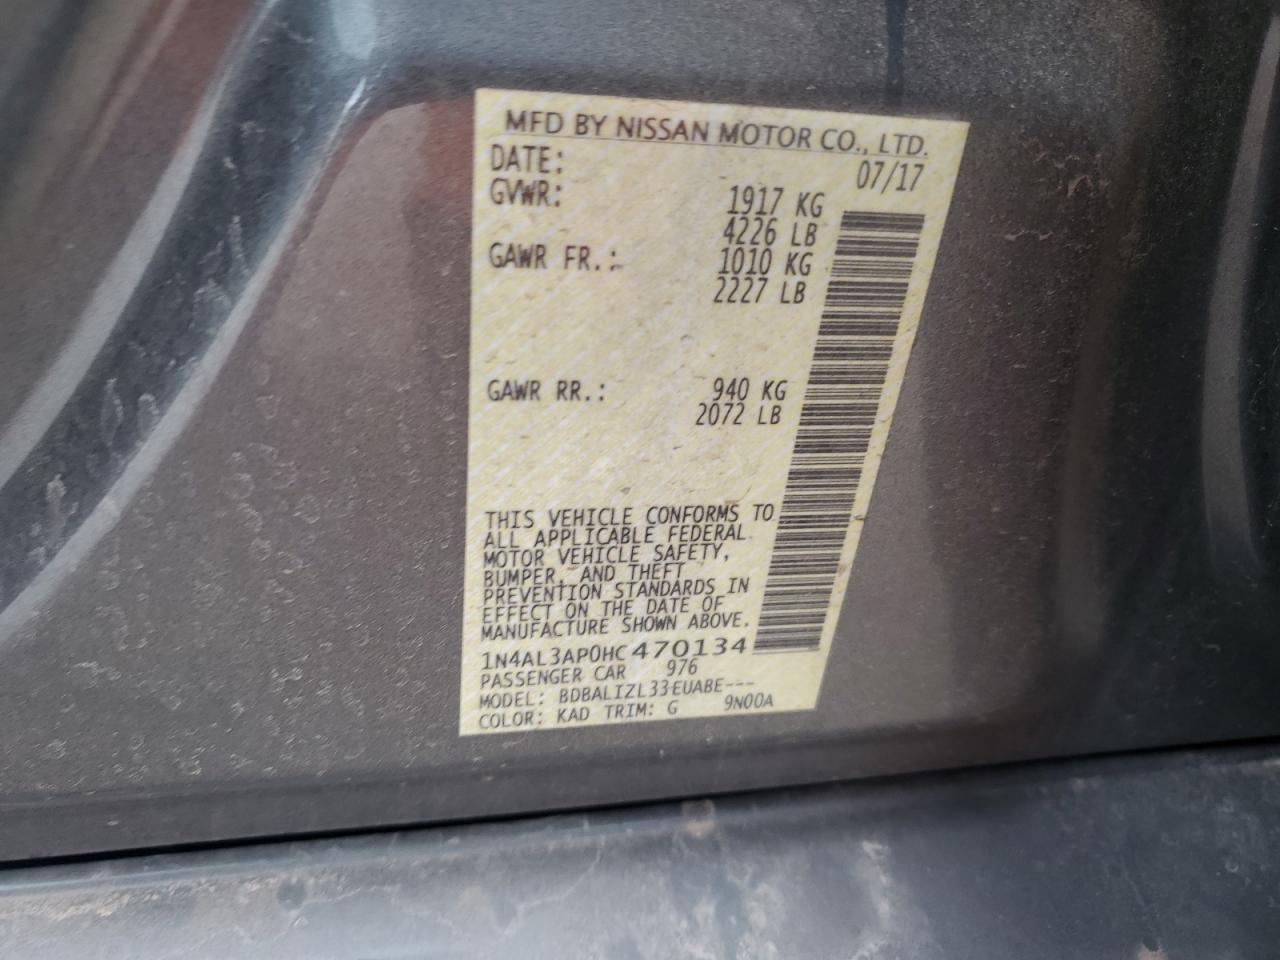 MFD BY NISSAN MOTOR CO., LTD.
DATE: 07/17
GVWR: 1917 KG
4226 LB
GAWR FR.: 1010 KG
2227 LB
GAWR RR.: 940 KG
2072 LB
THIS VEHICLE CONFORMS TO
ALL APPLICABLE FEDERAL
MOTOR VEHICLE SAFETY,
BUMPER, AND THEFT
PREVENTION STANDARDS IN
EFFECT ON THE DATE OF
MANUFACTURE SHOWN ABOVE.
1N4AL3AP0HC470134
PASSENGER CAR 976
MODEL: BDBALIZL33EUABE---
COLOR: KAD TRIM: G 9N00A